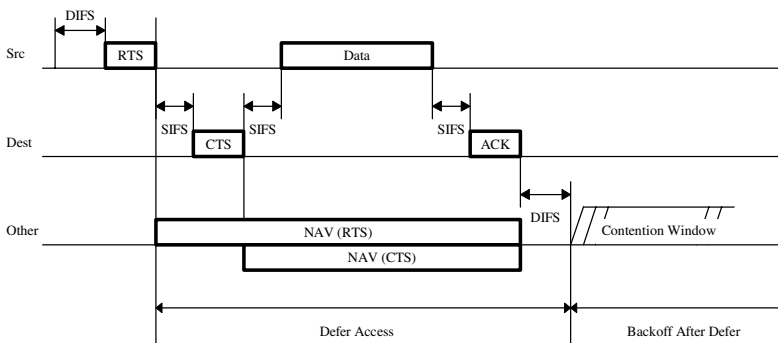 DIFS
Src
RTS
Data
SIFS
SIFS
SIFS
Dest
CTS
ACK
DIFS
Other
NAV (RTS)
Contention Window
NAV (CTS)
Defer Access
Backoff After Defer